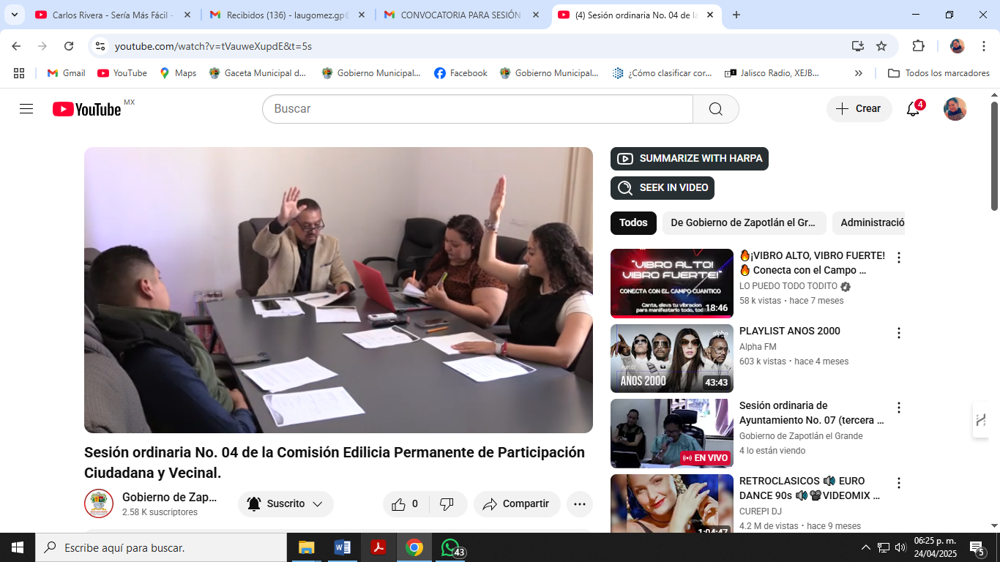 Carlos Rivera - Sería Más Fácil -
Recibidos (136) - laugomez.gp@
CONVOCATORIA PARA SESIÓN
(4) Sesión ordinaria No. 04 de la
youtube.com/watch?v=tVauweXupdE&t=5s
Gmail
YouTube
Maps
Gaceta Municipal d...
Gobierno Municipal...
Facebook
Gobierno Municipal...
¿Cómo clasificar cor...
Jalisco Radio, XEJB...
Todos los marcadores
YouTube MX
Buscar
Crear
4
SUMMARIZE WITH HARPA
SEEK IN VIDEO
Todos
De Gobierno de Zapotlán el Gr...
Administració
"VIBRO ALTO!
VIBRO FUERTE!"
CONECTA CON EL CAMPO CUANTICO
Canta, eleva tu vibracion
para manifestarlo todo, tod
18:46
🔥¡VIBRO ALTO, VIBRO FUERTE!
🔥 Conecta con el Campo ...
LO PUEDO TODO TODITO
58 k vistas • hace 7 meses
alpha
AÑOS 2000
43:43
PLAYLIST ANOS 2000
Alpha FM
603 k vistas • hace 4 meses
EN VIVO
Sesión ordinaria de
Ayuntamiento No. 07 (tercera ...
Gobierno de Zapotlán el Grande
4 lo están viendo
1:04:47
RETROCLASICOS 🔊 EURO
DANCE 90s 🔊📽VIDEOMIX ...
CUREPI DJ
4.2 M de vistas • hace 9 meses
Sesión ordinaria No. 04 de la Comisión Edilicia Permanente de Participación
Ciudadana y Vecinal.
Gobierno de Zap...
2.58 K suscriptores
Suscrito
0
Compartir
Escribe aquí para buscar.
43
06:25 p. m.
24/04/2025
5